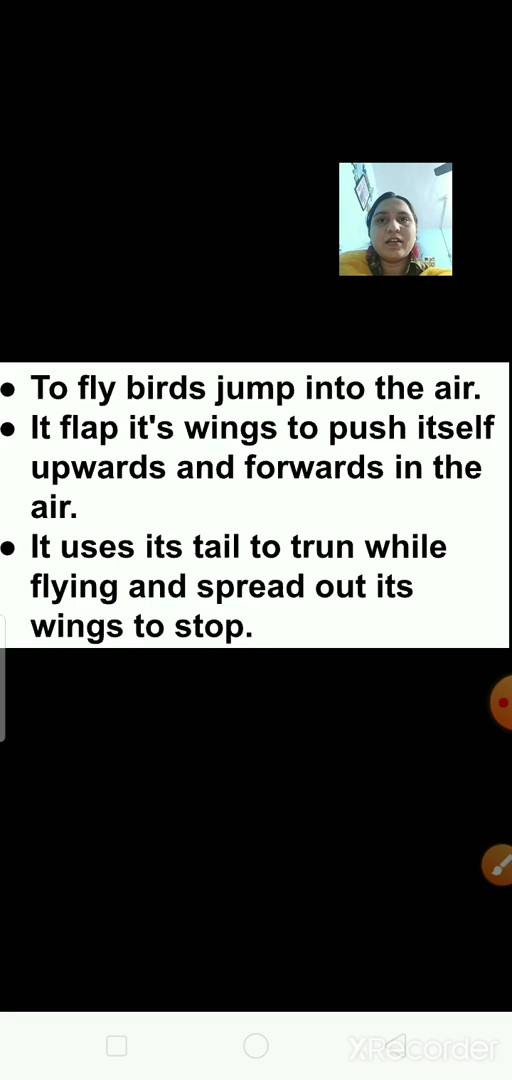 ● To fly birds jump into the air.
● It flap it's wings to push itself
upwards and forwards in the
air.
● It uses its tail to trun while
flying and spread out its
wings to stop.
XRecorder